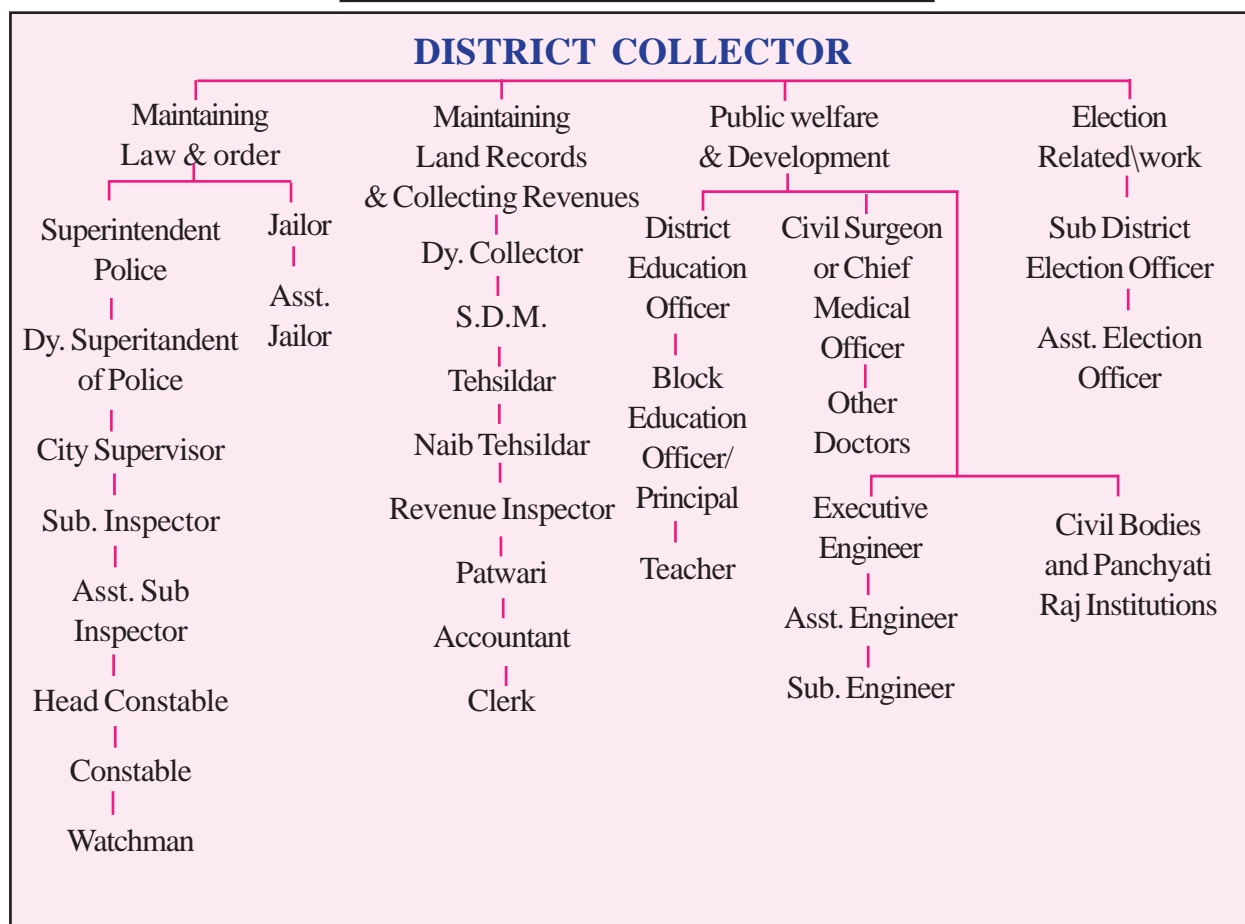 DISTRICT COLLECTOR
Maintaining
Law & order
Superintendent
Police
Dy. Superitandent
of Police
City Supervisor
Sub. Inspector
Asst. Sub
Inspector
Head Constable
Constable
Watchman
Jailor
Asst.
Jailor
Maintaining
Land Records
& Collecting Revenues
Dy. Collector
S.D.M.
Tehsildar
Naib Tehsildar
Revenue Inspector
Patwari
Accountant
Clerk
Public welfare
& Development
District
Education
Officer
Block
Education
Officer/
Principal
Teacher
Civil Surgeon
or Chief
Medical
Officer
Other
Doctors
Executive
Engineer
Asst. Engineer
Sub. Engineer
Civil Bodies
and Panchyati
Raj Institutions
Election
Related\work
Sub District
Election Officer
Asst. Election
Officer